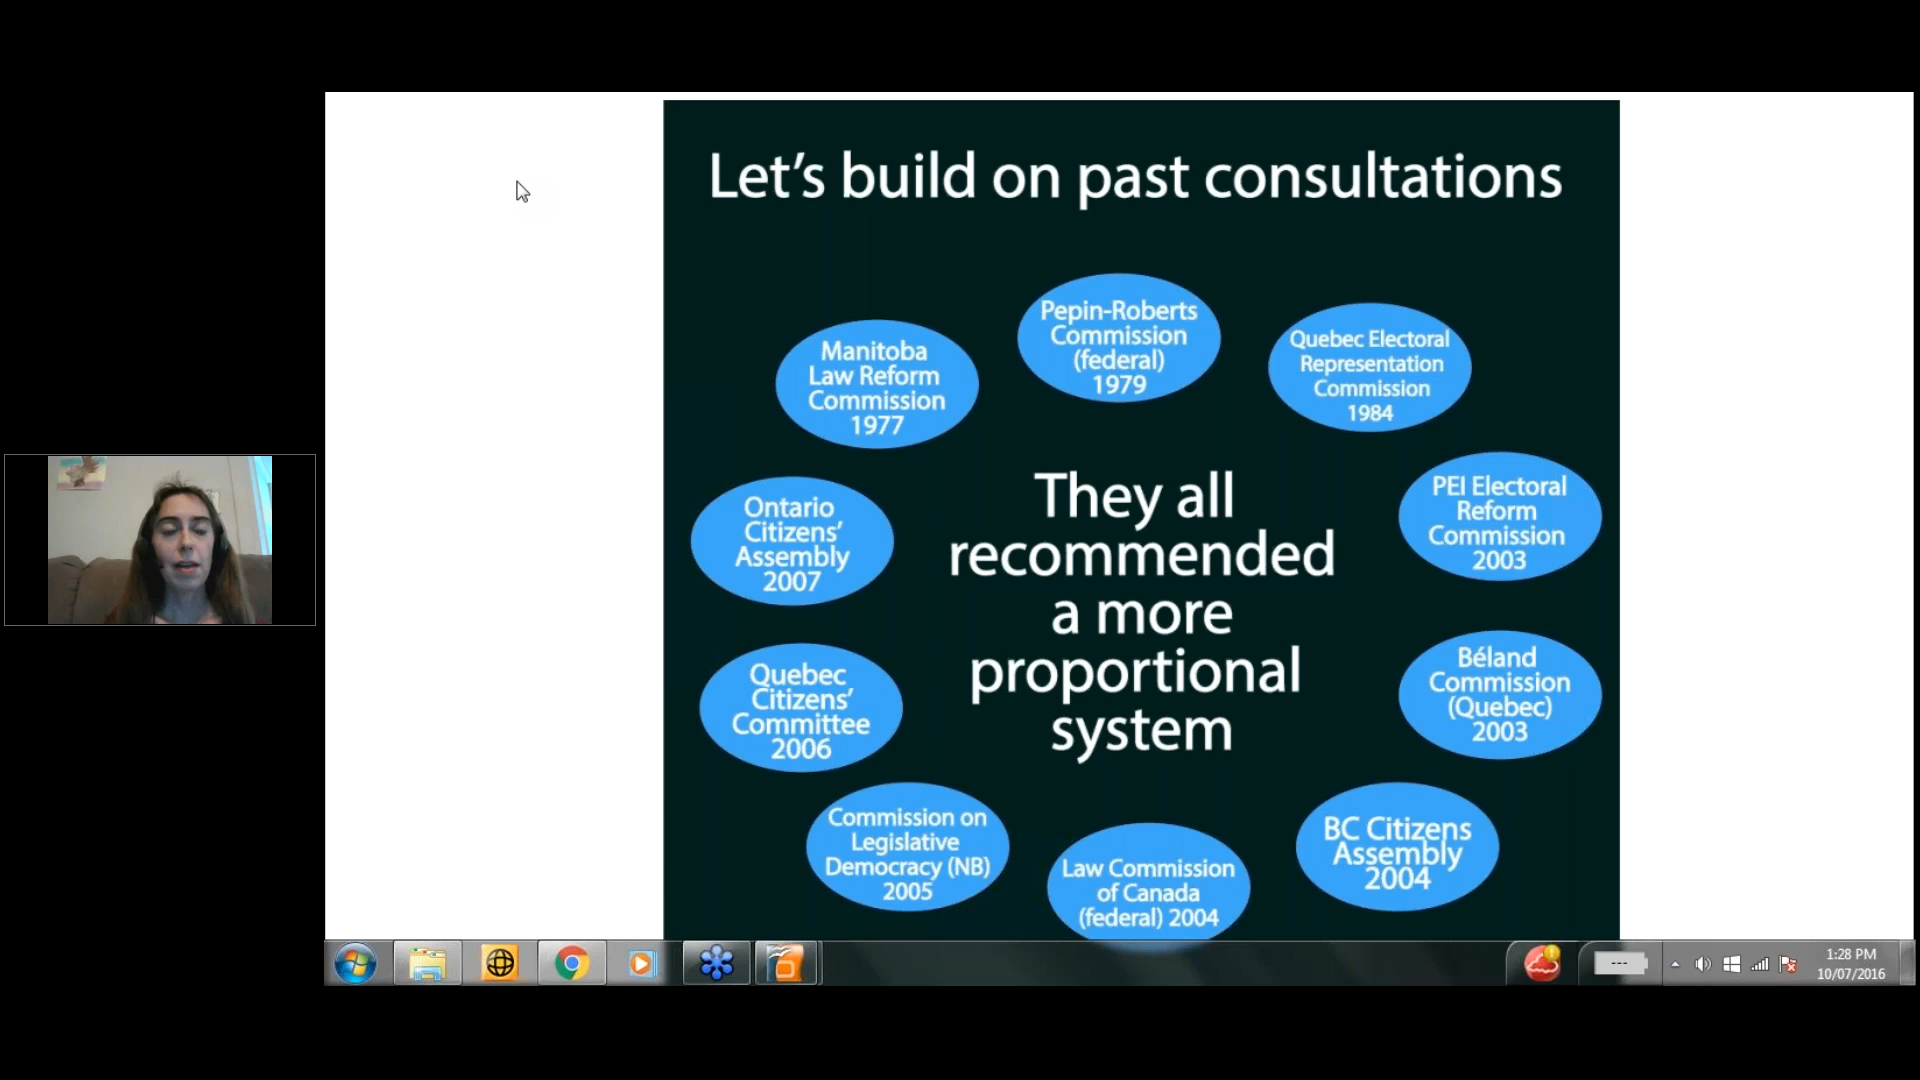 Let's build on past consultations
Pepin-Roberts
Commission
(federal)
1979
Quebec Electoral
Representation
Commission
1984
Manitoba
Law Reform
Commission
1977
They all
recommended
a more
proportional
system
PEI Electoral
Reform
Commission
2003
Ontario
Citizens'
Assembly
2007
Béland
Commission
(Quebec)
2003
Quebec
Citizens'
Committee
2006
Commission on
Legislative
Democracy (NB)
2005
Law Commission
of Canada
(federal) 2004
BC Citizens
Assembly
2004
---
1:28 PM
10/07/2016